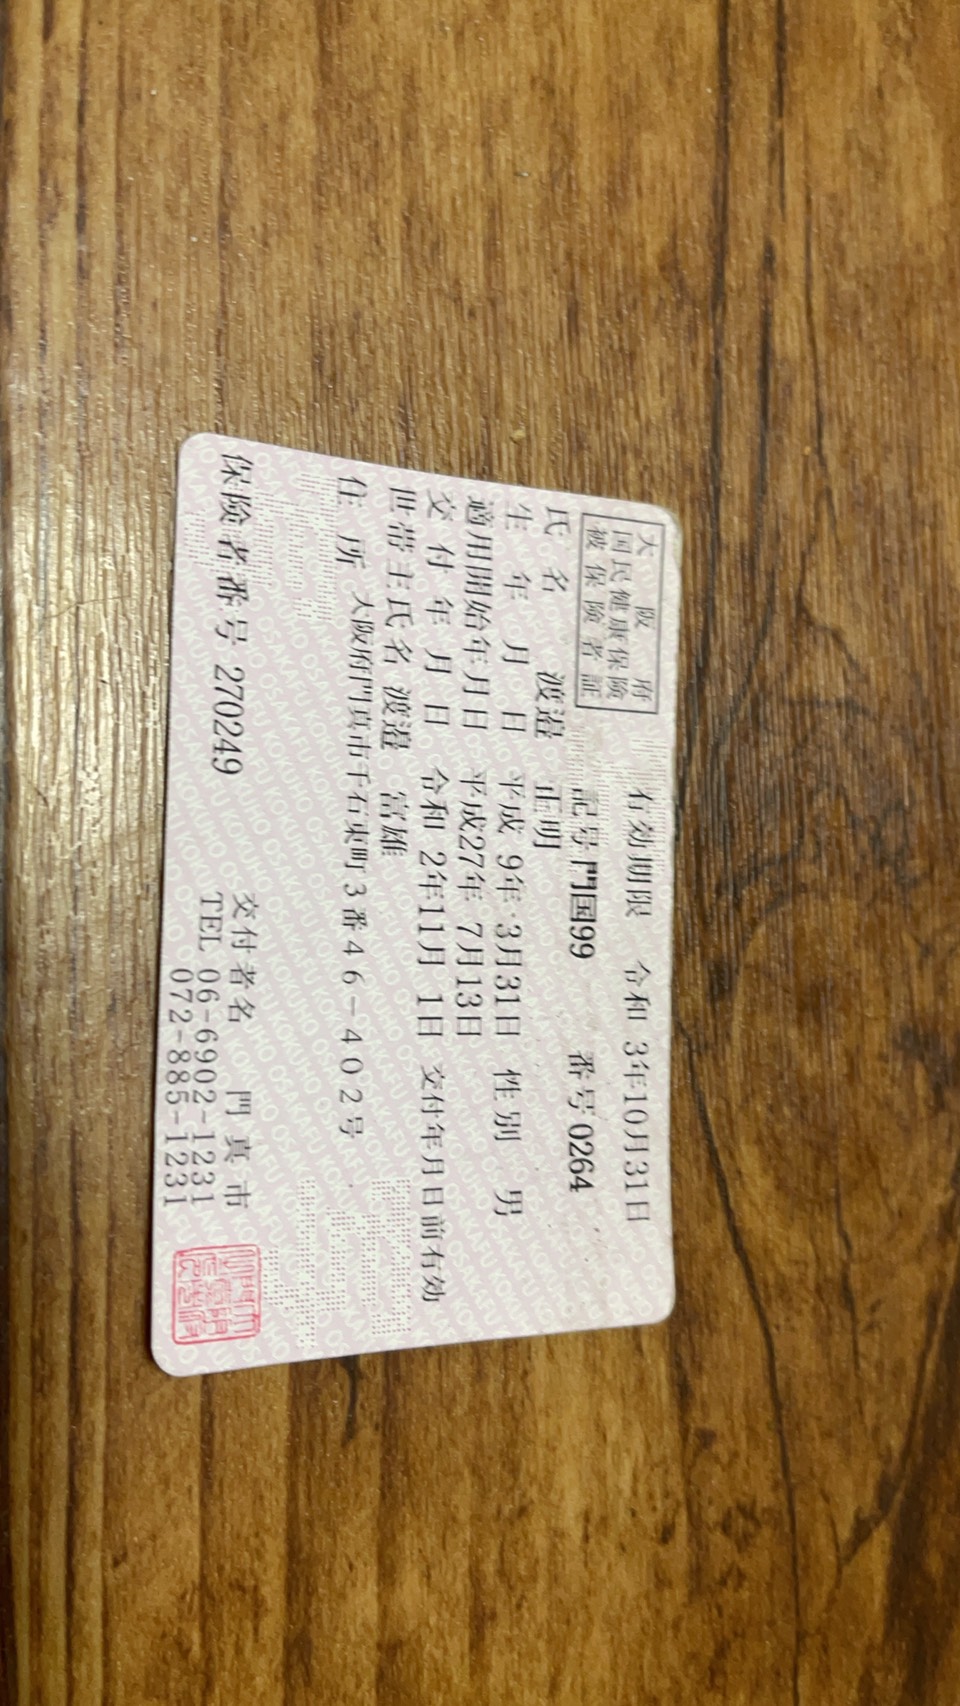 大阪府
国民健康保険
被保険者証
有効期限 令和 3年10月31日
記号 門国99 番号 0264
氏名 渡邉 正明
生年月日 平成 9年 3月31日 性別 男
適用開始年月日 平成27年 7月13日
交付年月日 令和 2年11月 1日 交付年月日前有効
世帯主氏名 渡邉 富雄
住所 大阪府門真市千石東町3番46-402号
保険者番号 270249
交付者名 門真市
TEL 06-6902-1231
072-885-1231